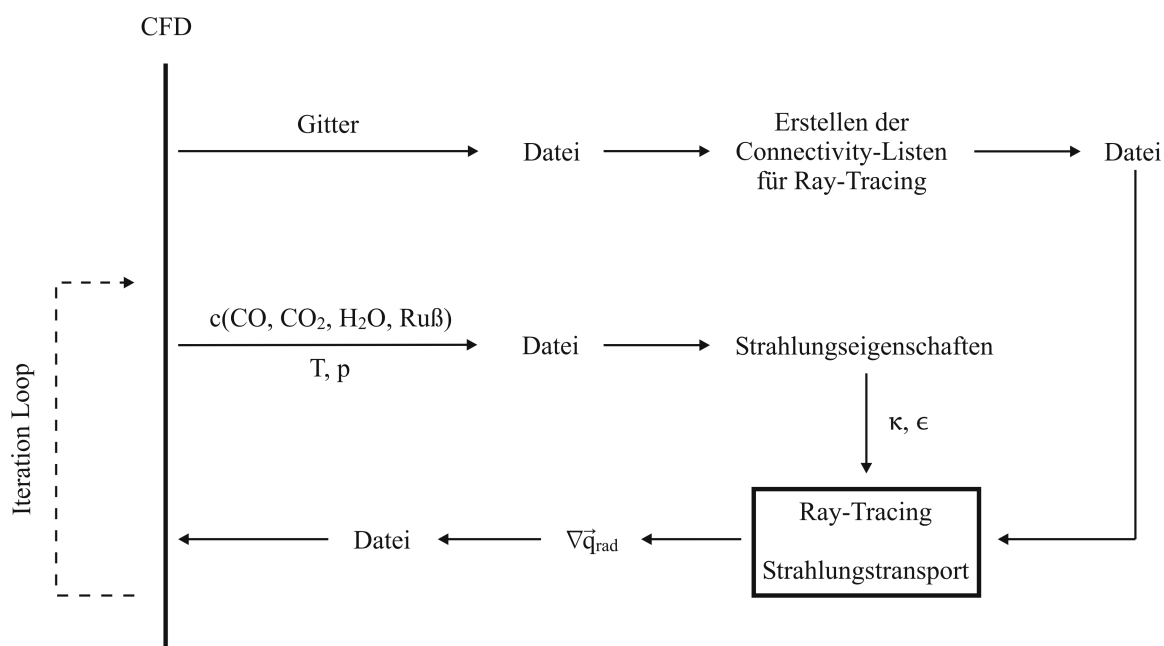 CFD
Gitter
Datei
Erstellen der
Connectivity-Listen
für Ray-Tracing
Datei
c(CO, CO₂, H₂O, Ruß)
T, p
Datei
Strahlungseigenschaften
κ, ϵ
Iteration Loop
Ray-Tracing
Strahlungstransport
∇q⃗rad
Datei